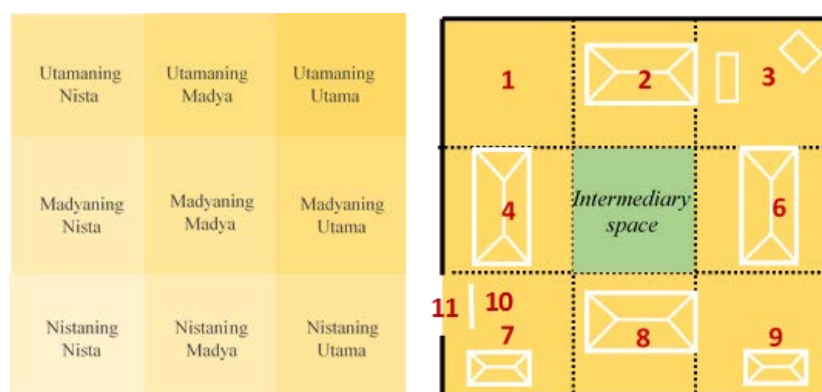 Utamaning
Nista
Utamaning
Madya
Utamaning
Utama
Madyaning
Nista
Madyaning
Madya
Madyaning
Utama
Nistaning
Nista
Nistaning
Madya
Nistaning
Utama
1
2
3
4
Intermediary
space
6
11
10
7
8
9